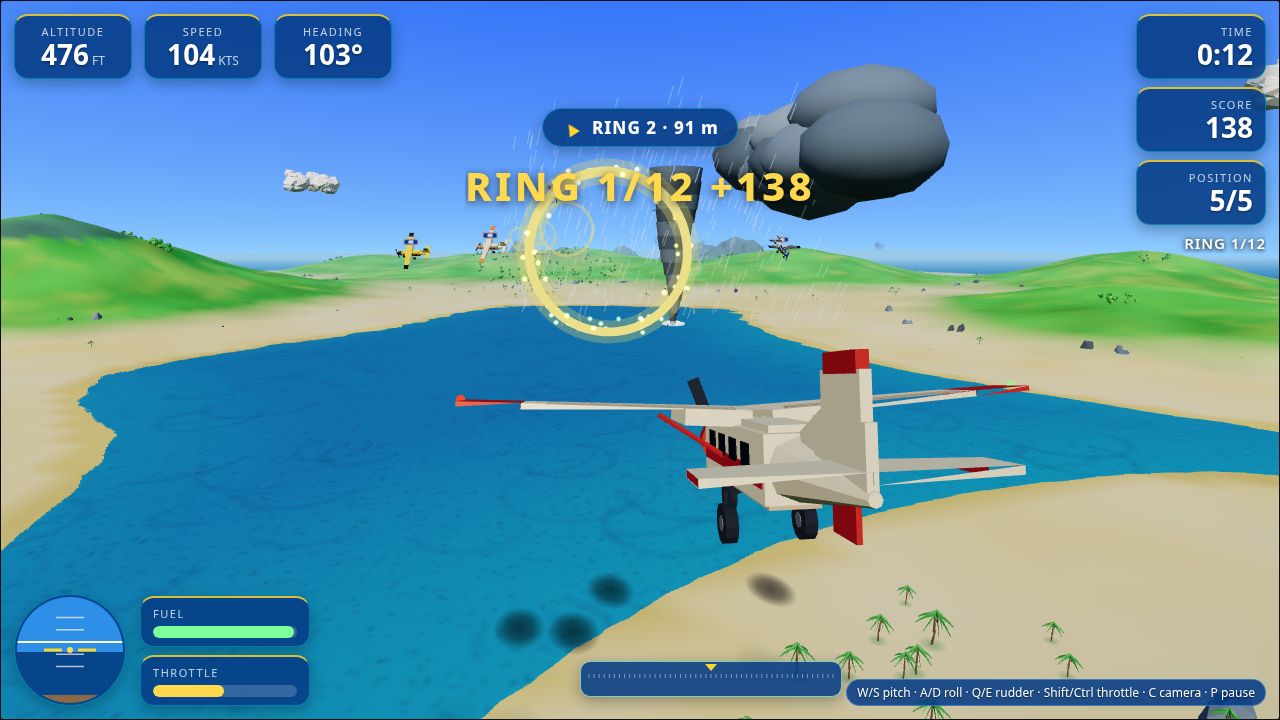 ALTITUDE
476 FT
SPEED
104 KTS
HEADING
103°
TIME
0:12
SCORE
138
POSITION
5/5
RING 1/12
RING 2 · 91 m
RING 1/12 +138
FUEL
THROTTLE
W/S pitch · A/D roll · Q/E rudder · Shift/Ctrl throttle · C camera · P pause